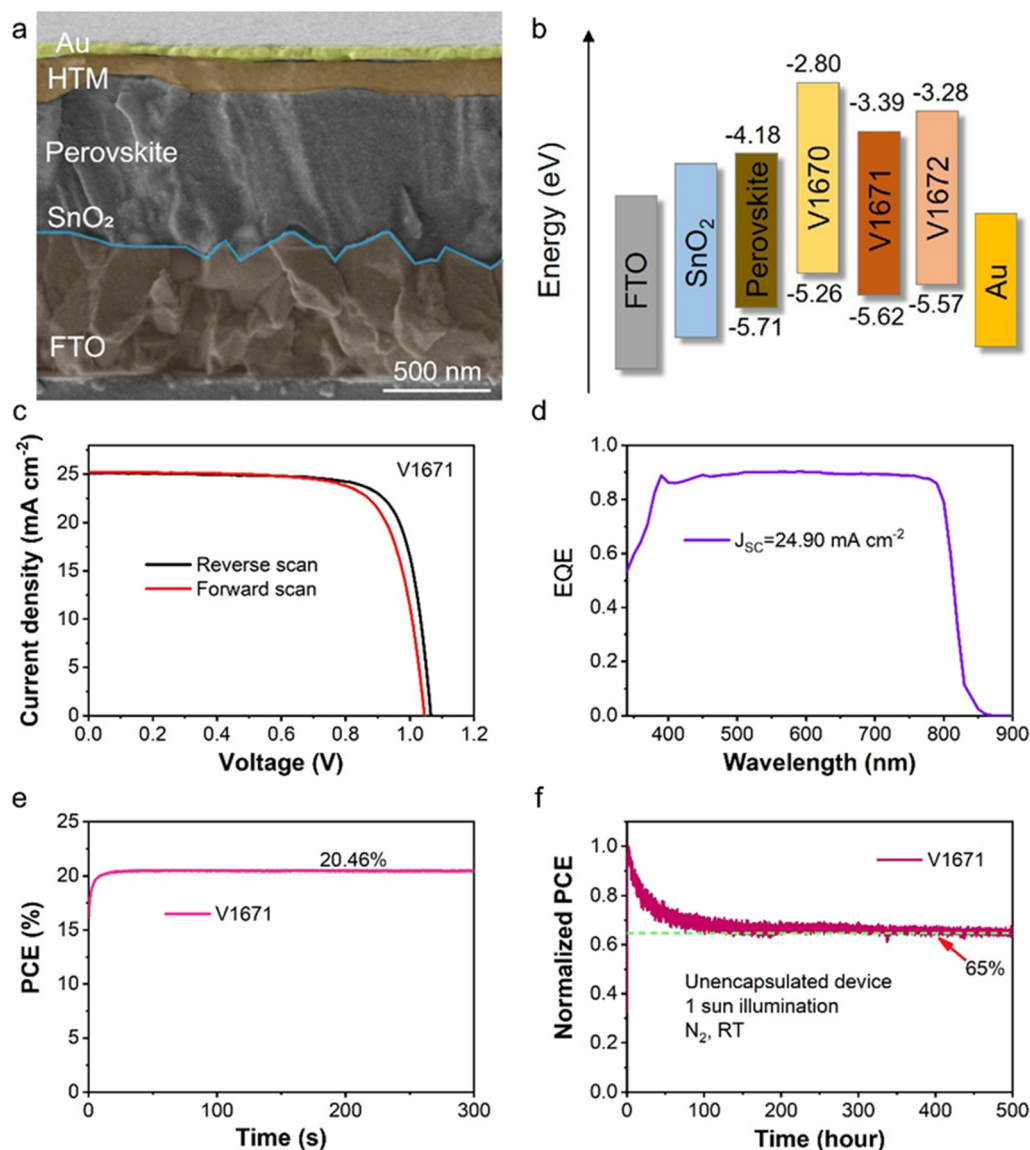 a
Au
HTM
Perovskite
SnO₂
FTO
500 nm
b
Energy (eV)
FTO
SnO₂
-4.18
Perovskite
-5.71
-2.80
V1670
-5.26
-3.39
V1671
-5.62
-3.28
V1672
-5.57
Au
c
Current density (mA cm⁻²)
25
20
15
10
5
0
V1671
Reverse scan
Forward scan
0.0 0.2 0.4 0.6 0.8 1.0 1.2
Voltage (V)
d
EQE
1.0
0.8
0.6
0.4
0.2
0.0
J_SC=24.90 mA cm⁻²
400 500 600 700 800 900
Wavelength (nm)
e
PCE (%)
25
20
15
10
5
0
20.46%
V1671
0 100 200 300
Time (s)
f
Normalized PCE
1.0
0.8
0.6
0.4
0.2
0.0
V1671
65%
Unencapsulated device
1 sun illumination
N₂, RT
0 100 200 300 400 500
Time (hour)